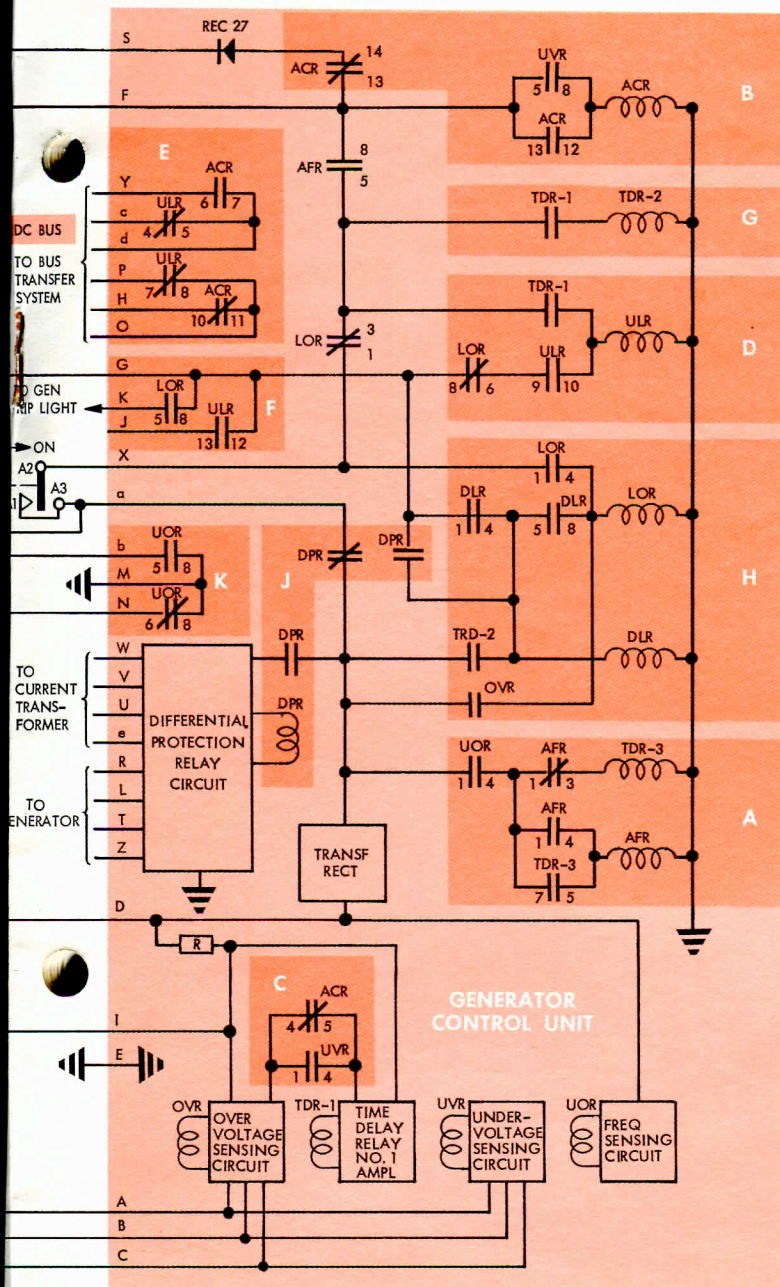 S
REC 27
14
ACR
13
UVR
5 8
ACR
B
F
ACR
13 12
E
8
AFR
5
Y
ACR
6 7
TDR-1
TDR-2
G
c
ULR
4 5
DC BUS
d
TO BUS
TRANSFER
SYSTEM
P
ULR
7 8
H
ACR
10 11
O
TDR-1
ULR
D
LOR
3
1
LOR
8 6
ULR
9 10
G
GEN
LIGHT
K
LOR
5 8
F
J
ULR
13 12
ON
X
A2
A3
a
LOR
1 4
DLR
1 4
DLR
5 8
LOR
H
b
UOR
5 8
K
M
N
UOR
6 8
J
DPR
DPR
W
DPR
TRD-2
DLR
TO
CURRENT
TRANS-
FORMER
V
U
e
DPR
OVR
DIFFERENTIAL
PROTECTION
RELAY
CIRCUIT
R
L
T
Z
TO
ENERATOR
UOR
1 4
AFR
1 3
TDR-3
A
AFR
1 4
AFR
TDR-3
7 5
TRANSF
RECT
D
R
C
ACR
4 5
UVR
1 4
GENERATOR
CONTROL UNIT
I
E
OVR
OVER
VOLTAGE
SENSING
CIRCUIT
TDR-1
TIME
DELAY
RELAY
NO. 1
AMPL
UVR
UNDER-
VOLTAGE
SENSING
CIRCUIT
UOR
FREQ
SENSING
CIRCUIT
A
B
C